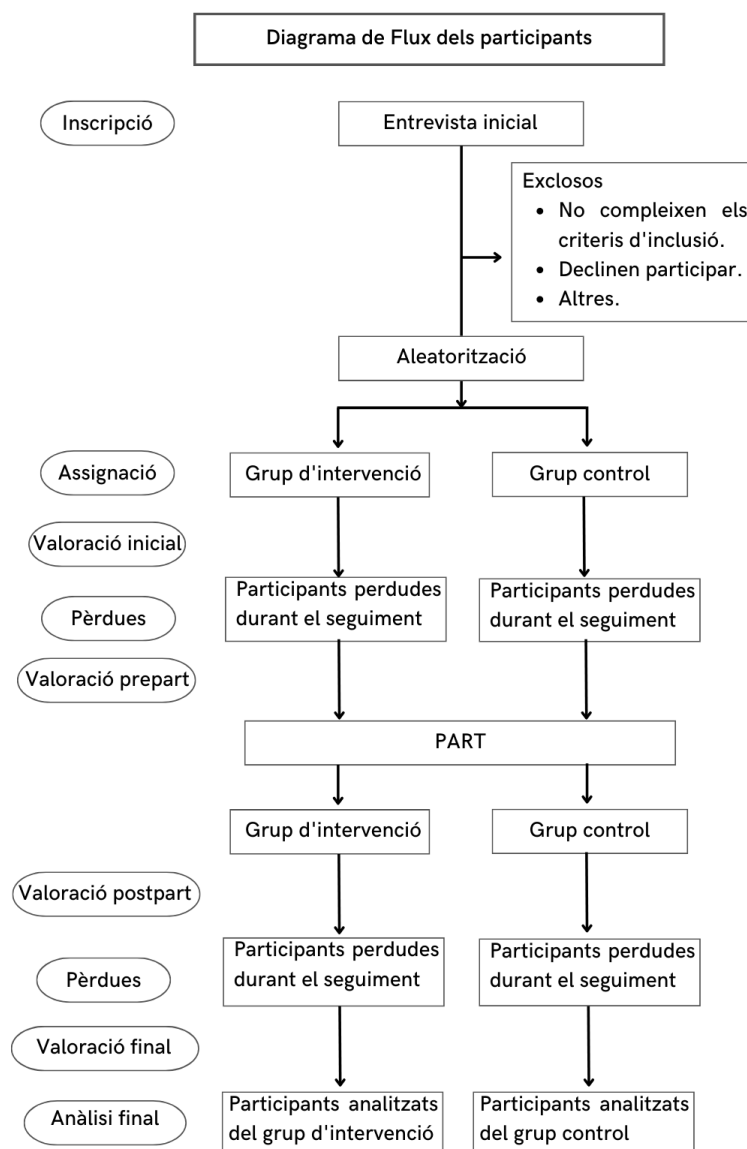 Diagrama de Flux dels participants
Inscripció
Entrevista inicial
Exclosos
• No compleixen els
criteris d'inclusió.
• Declinen participar.
• Altres.
Aleatorització
Assignació
Grup d'intervenció
Grup control
Valoració inicial
Pèrdues
Participants perdudes
durant el seguiment
Participants perdudes
durant el seguiment
Valoració prepart
PART
Grup d'intervenció
Grup control
Valoració postpart
Pèrdues
Participants perdudes
durant el seguiment
Participants perdudes
durant el seguiment
Valoració final
Anàlisi final
Participants analitzats
del grup d'intervenció
Participants analitzats
del grup control